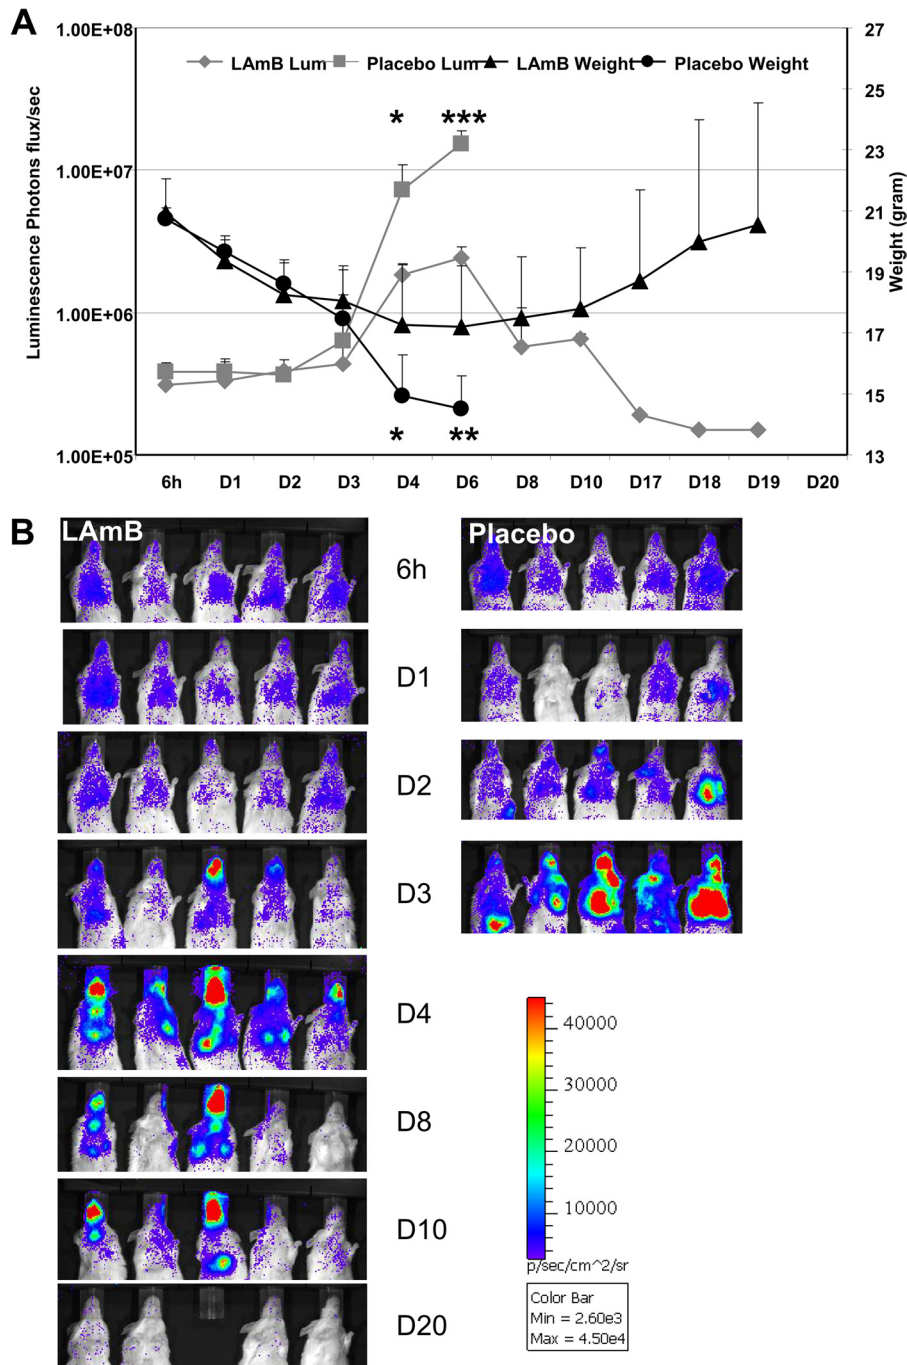 A
1.00E+08
1.00E+07
1.00E+06
1.00E+05
Luminescence Photons flux/sec
LAmB Lum Placebo Lum LAmB Weight Placebo Weight
* ***
* **
27
25
23
21
19
17
15
13
Weight (gram)
6h D1 D2 D3 D4 D6 D8 D10 D17 D18 D19 D20
B
LAmB Placebo
6h
D1
D2
D3
D4
D8
D10
D20
40000
30000
20000
10000
p/sec/cm^2/sr
Color Bar
Min = 2.60e3
Max = 4.50e4